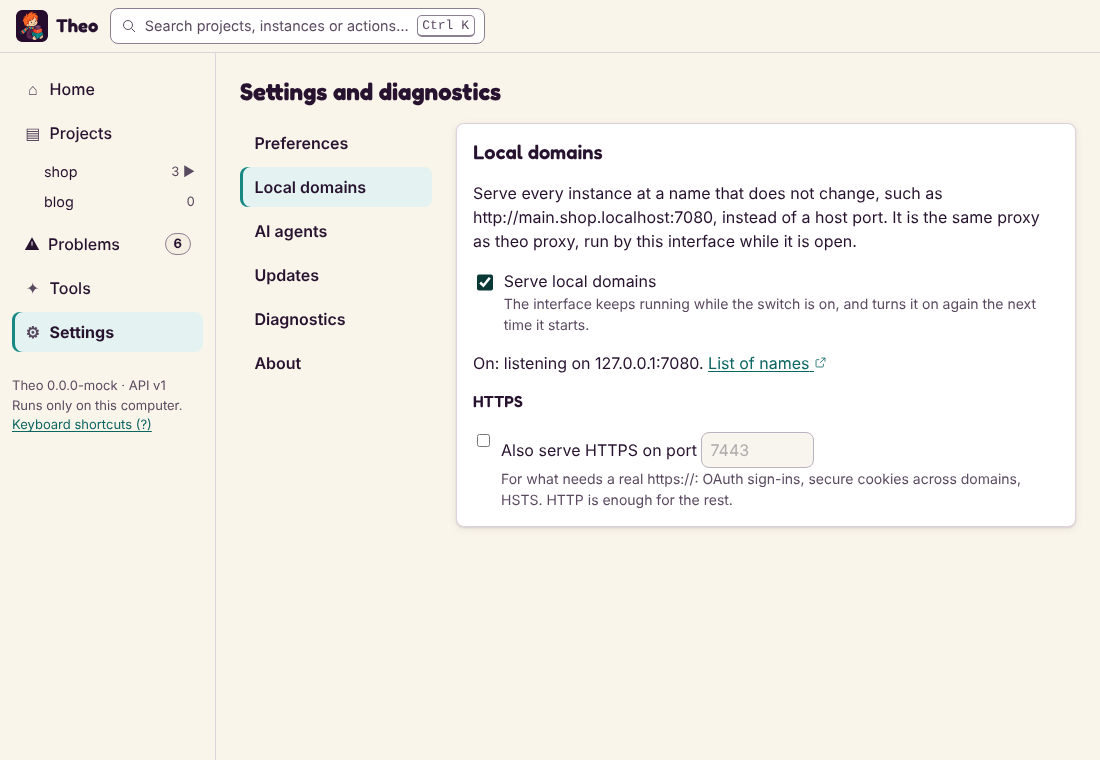 Theo
Search projects, instances or actions...
Ctrl K
Home
Projects
shop 3
blog 0
Problems 6
Tools
Settings
Theo 0.0.0-mock · API v1
Runs only on this computer.
Keyboard shortcuts (?)
Settings and diagnostics
Preferences
Local domains
AI agents
Updates
Diagnostics
About
Local domains
Serve every instance at a name that does not change, such as
http://main.shop.localhost:7080, instead of a host port. It is the same proxy
as theo proxy, run by this interface while it is open.
Serve local domains
The interface keeps running while the switch is on, and turns it on again the next
time it starts.
On: listening on 127.0.0.1:7080. List of names
HTTPS
Also serve HTTPS on port 7443
For what needs a real https://: OAuth sign-ins, secure cookies across domains,
HSTS. HTTP is enough for the rest.